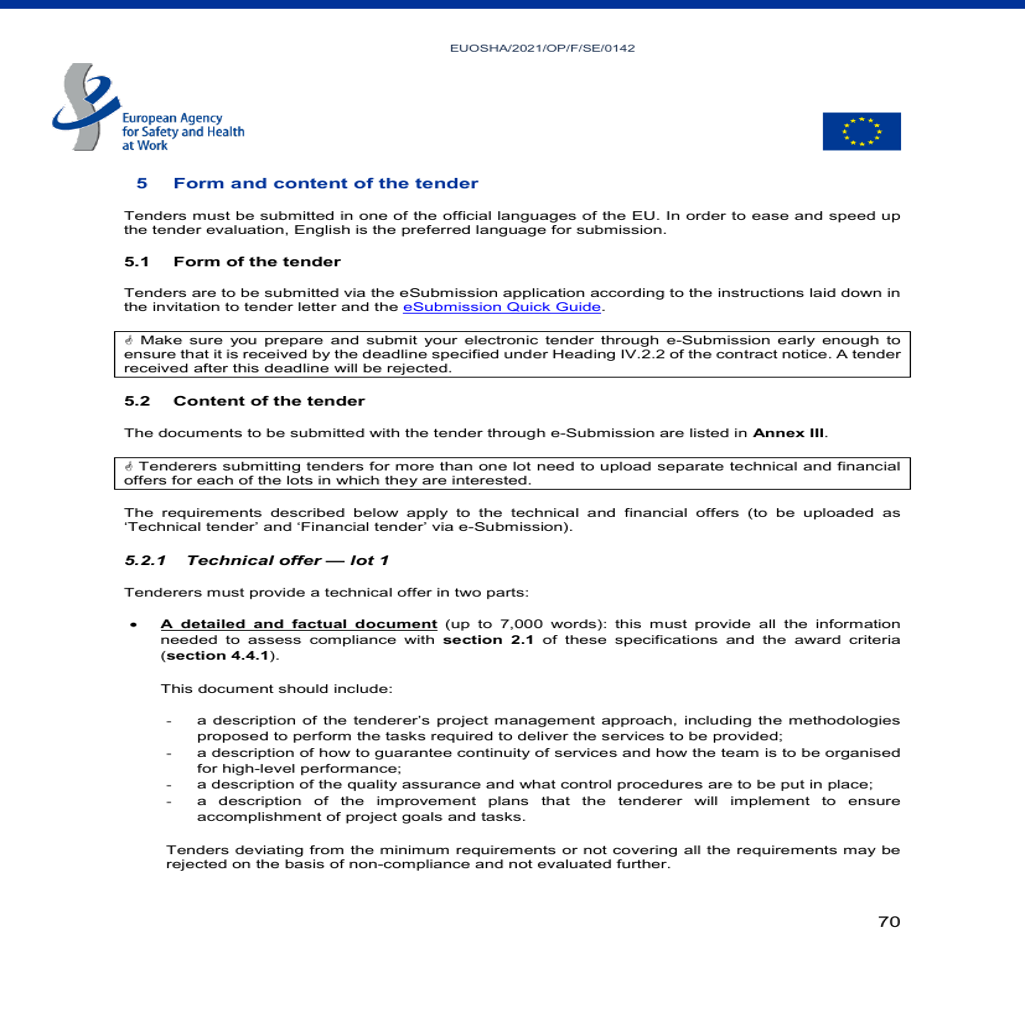 EUOSHA/2021/OP/F/SE/0142
European Agency
for Safety and Health
at Work
5 Form and content of the tender
Tenders must be submitted in one of the official languages of the EU. In order to ease and speed up
the tender evaluation, English is the preferred language for submission.
5.1 Form of the tender
Tenders are to be submitted via the eSubmission application according to the instructions laid down in
the invitation to tender letter and the eSubmission Quick Guide.
☝ Make sure you prepare and submit your electronic tender through e-Submission early enough to
ensure that it is received by the deadline specified under Heading IV.2.2 of the contract notice. A tender
received after this deadline will be rejected.
5.2 Content of the tender
The documents to be submitted with the tender through e-Submission are listed in Annex III.
☝ Tenderers submitting tenders for more than one lot need to upload separate technical and financial
offers for each of the lots in which they are interested.
The requirements described below apply to the technical and financial offers (to be uploaded as
‘Technical tender’ and ‘Financial tender’ via e-Submission).
5.2.1 Technical offer — lot 1
Tenderers must provide a technical offer in two parts:
• A detailed and factual document (up to 7,000 words): this must provide all the information
needed to assess compliance with section 2.1 of these specifications and the award criteria
(section 4.4.1).
This document should include:
- a description of the tenderer’s project management approach, including the methodologies
proposed to perform the tasks required to deliver the services to be provided;
- a description of how to guarantee continuity of services and how the team is to be organised
for high-level performance;
- a description of the quality assurance and what control procedures are to be put in place;
- a description of the improvement plans that the tenderer will implement to ensure
accomplishment of project goals and tasks.
Tenders deviating from the minimum requirements or not covering all the requirements may be
rejected on the basis of non-compliance and not evaluated further.
70